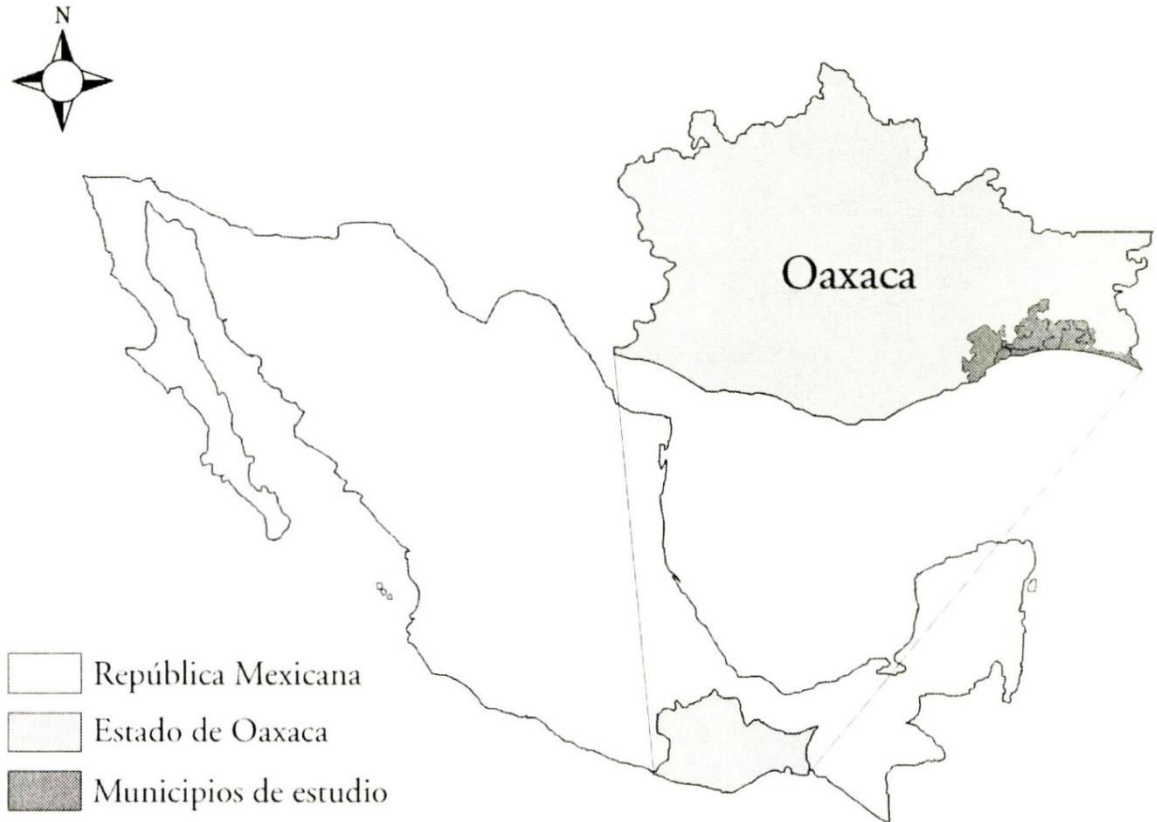 N
Oaxaca
República Mexicana
Estado de Oaxaca
Municipios de estudio